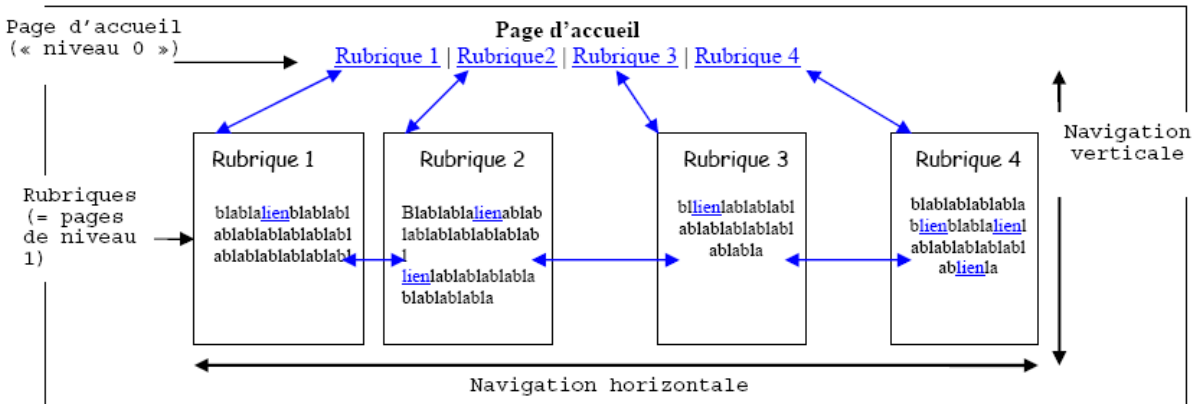 Page d'accueil
(« niveau 0 »)
Page d'accueil
Rubrique 1 | Rubrique2 | Rubrique 3 | Rubrique 4
Navigation
verticale
Rubriques
(= pages
de niveau
1)
Rubrique 1
blablalienblablabl
ablablablablablabl
ablablablablablabl
Rubrique 2
Blablablalienablab
lablablablablablab
l
lienlablablablabla
blablablabla
Rubrique 3
bllienlablablabl
ablablablablabl
ablabla
Rubrique 4
blablablablabla
blienblablalienl
ablablablablabl
ablienla
Navigation horizontale